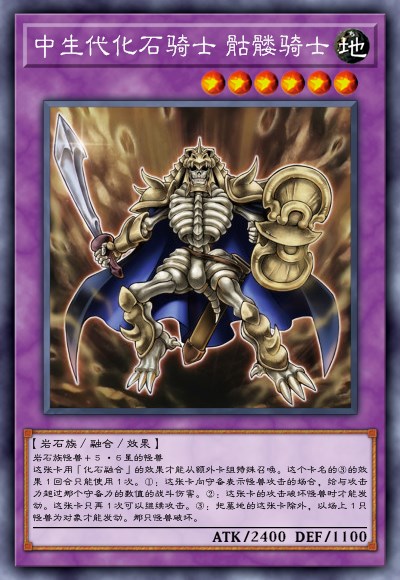 中生代化石骑士 骷髅骑士 地
【岩石族／融合／效果】
岩石族怪兽＋5・6星的怪兽
这张卡用「化石融合」的效果才能从额外卡组特殊召唤。这个卡名的③的效
果1回合只能使用1次。①：这张卡向守备表示怪兽攻击的场合，给与攻击
力超过那个守备力的数值的战斗伤害。②：这张卡的攻击破坏怪兽时才能发
动。这张卡只再1次可以继续攻击。③：把墓地的这张卡除外，以场上1只
怪兽为对象才能发动。那只怪兽破坏。
ATK/2400 DEF/1100